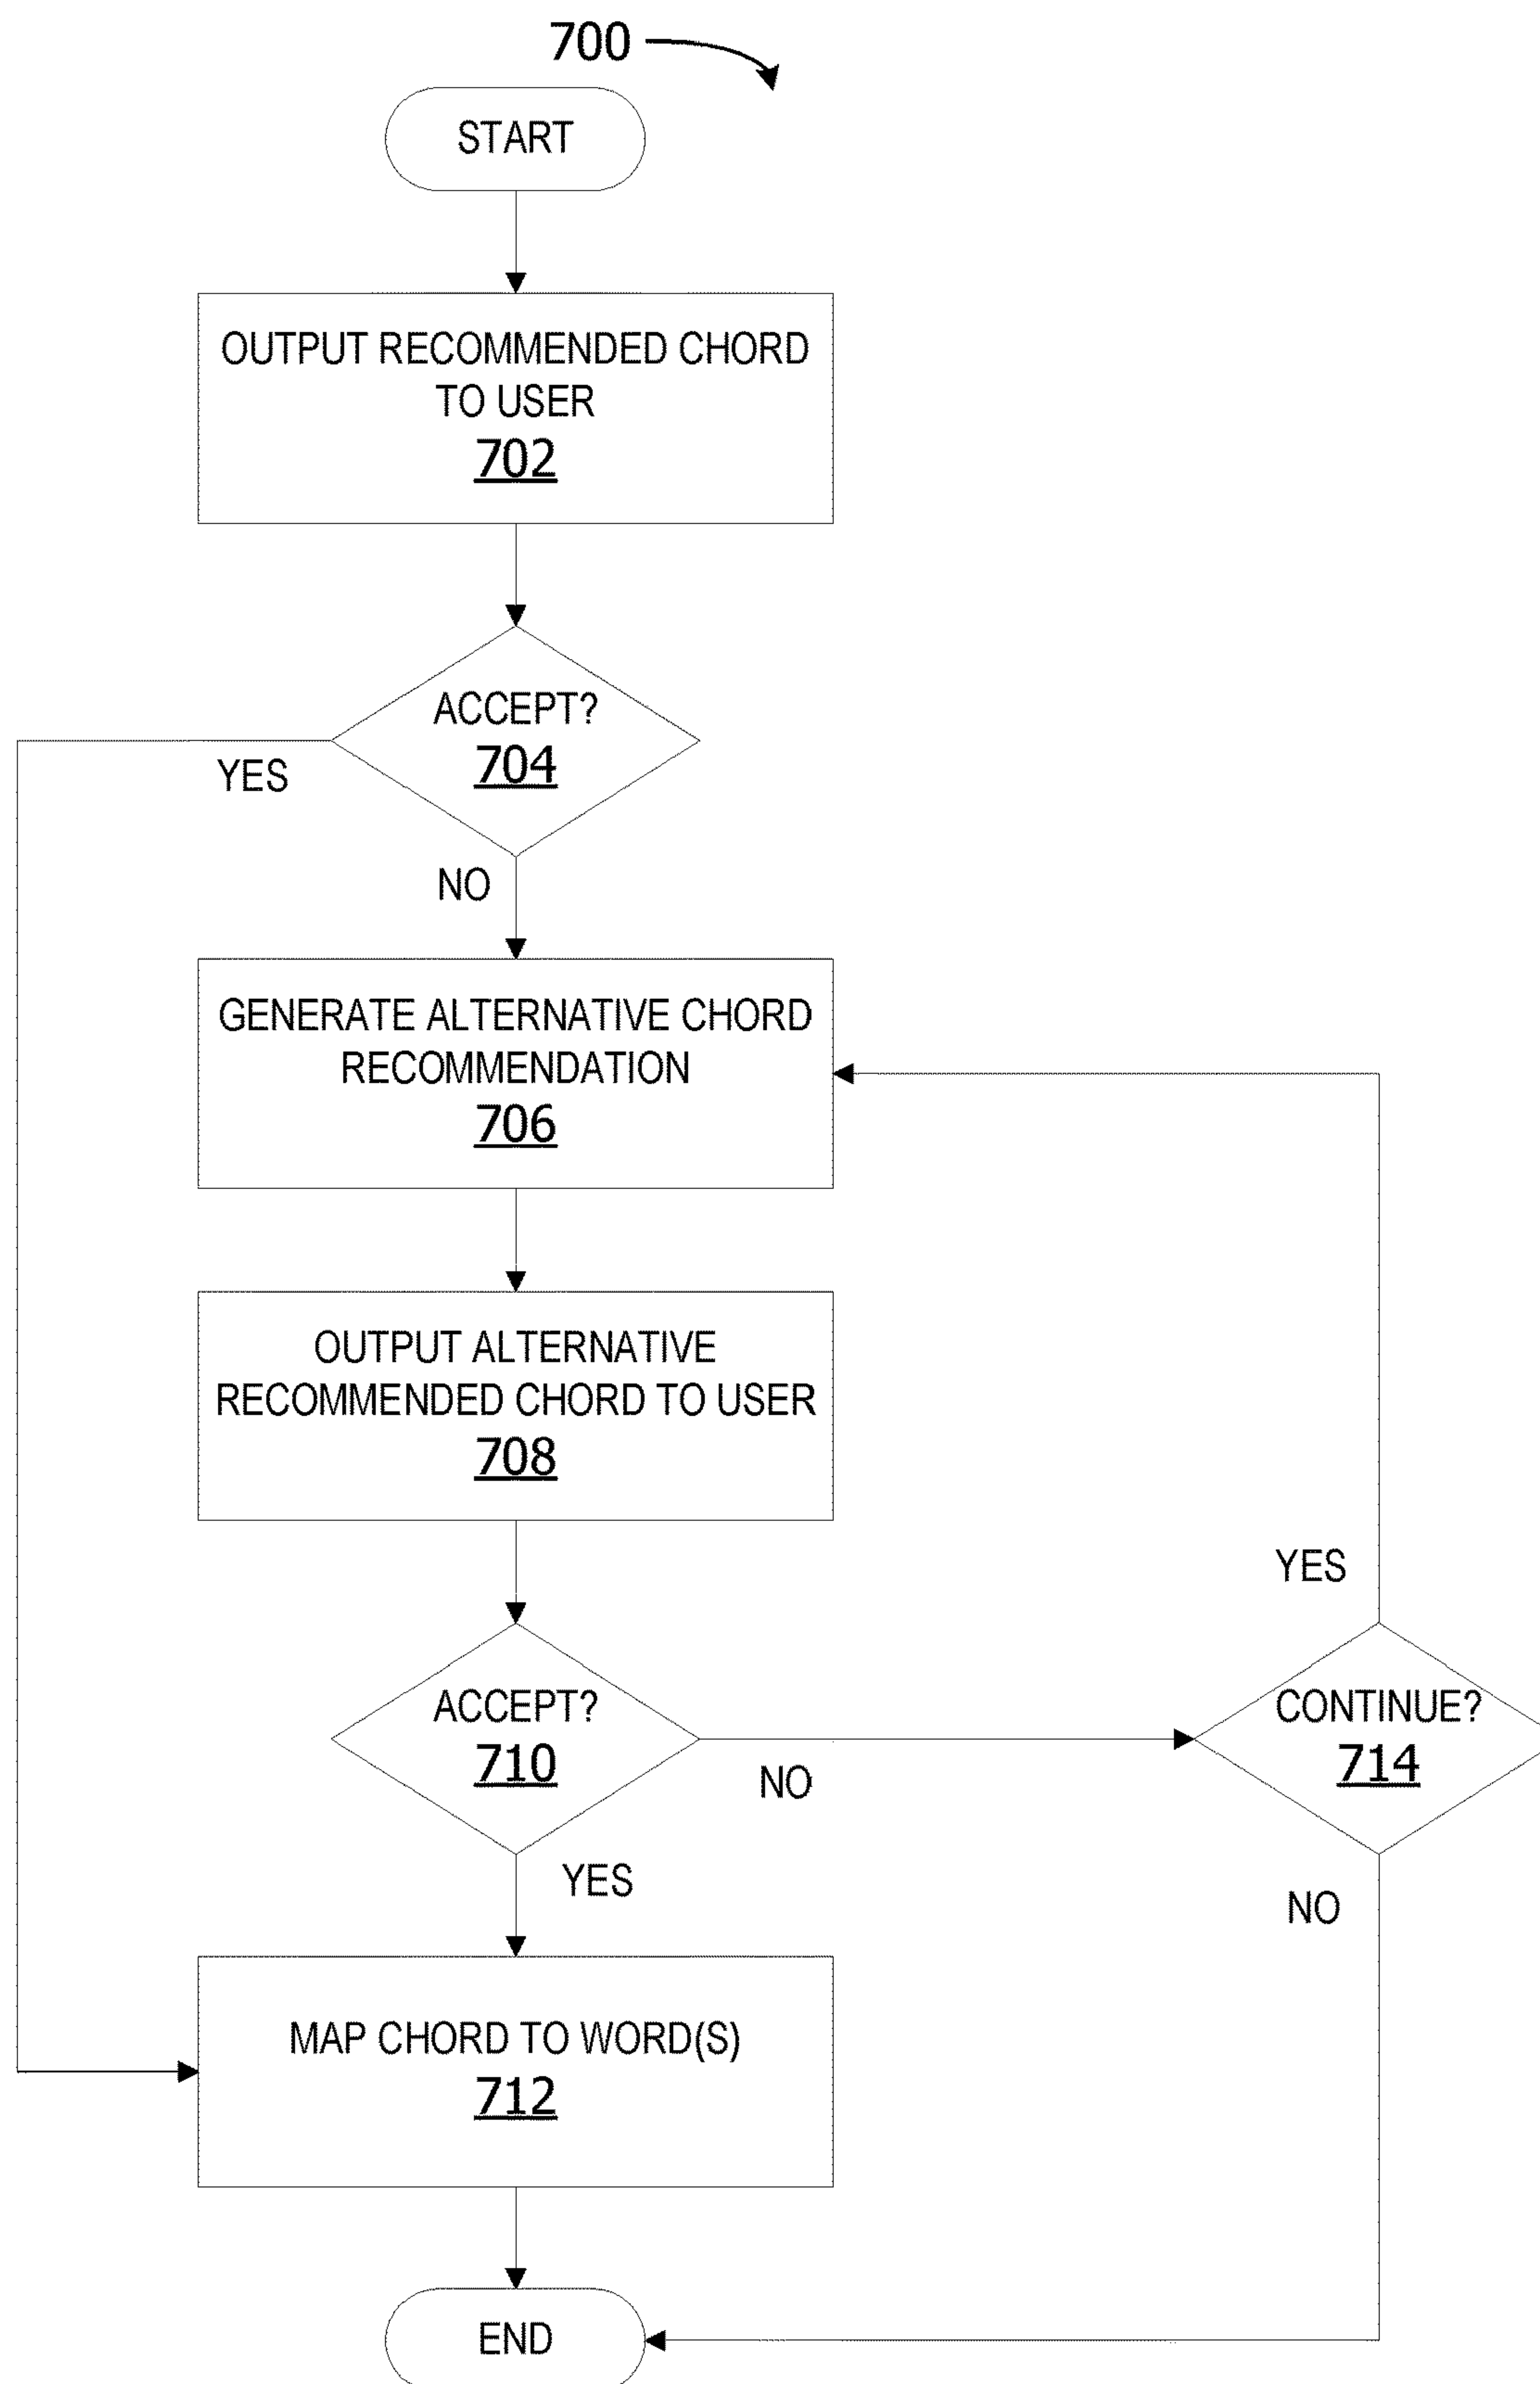 700
START
OUTPUT RECOMMENDED CHORD
TO USER
702
ACCEPT?
704
YES
NO
GENERATE ALTERNATIVE CHORD
RECOMMENDATION
706
OUTPUT ALTERNATIVE
RECOMMENDED CHORD TO USER
708
YES
ACCEPT?
710
NO
CONTINUE?
714
YES
NO
MAP CHORD TO WORD(S)
712
END